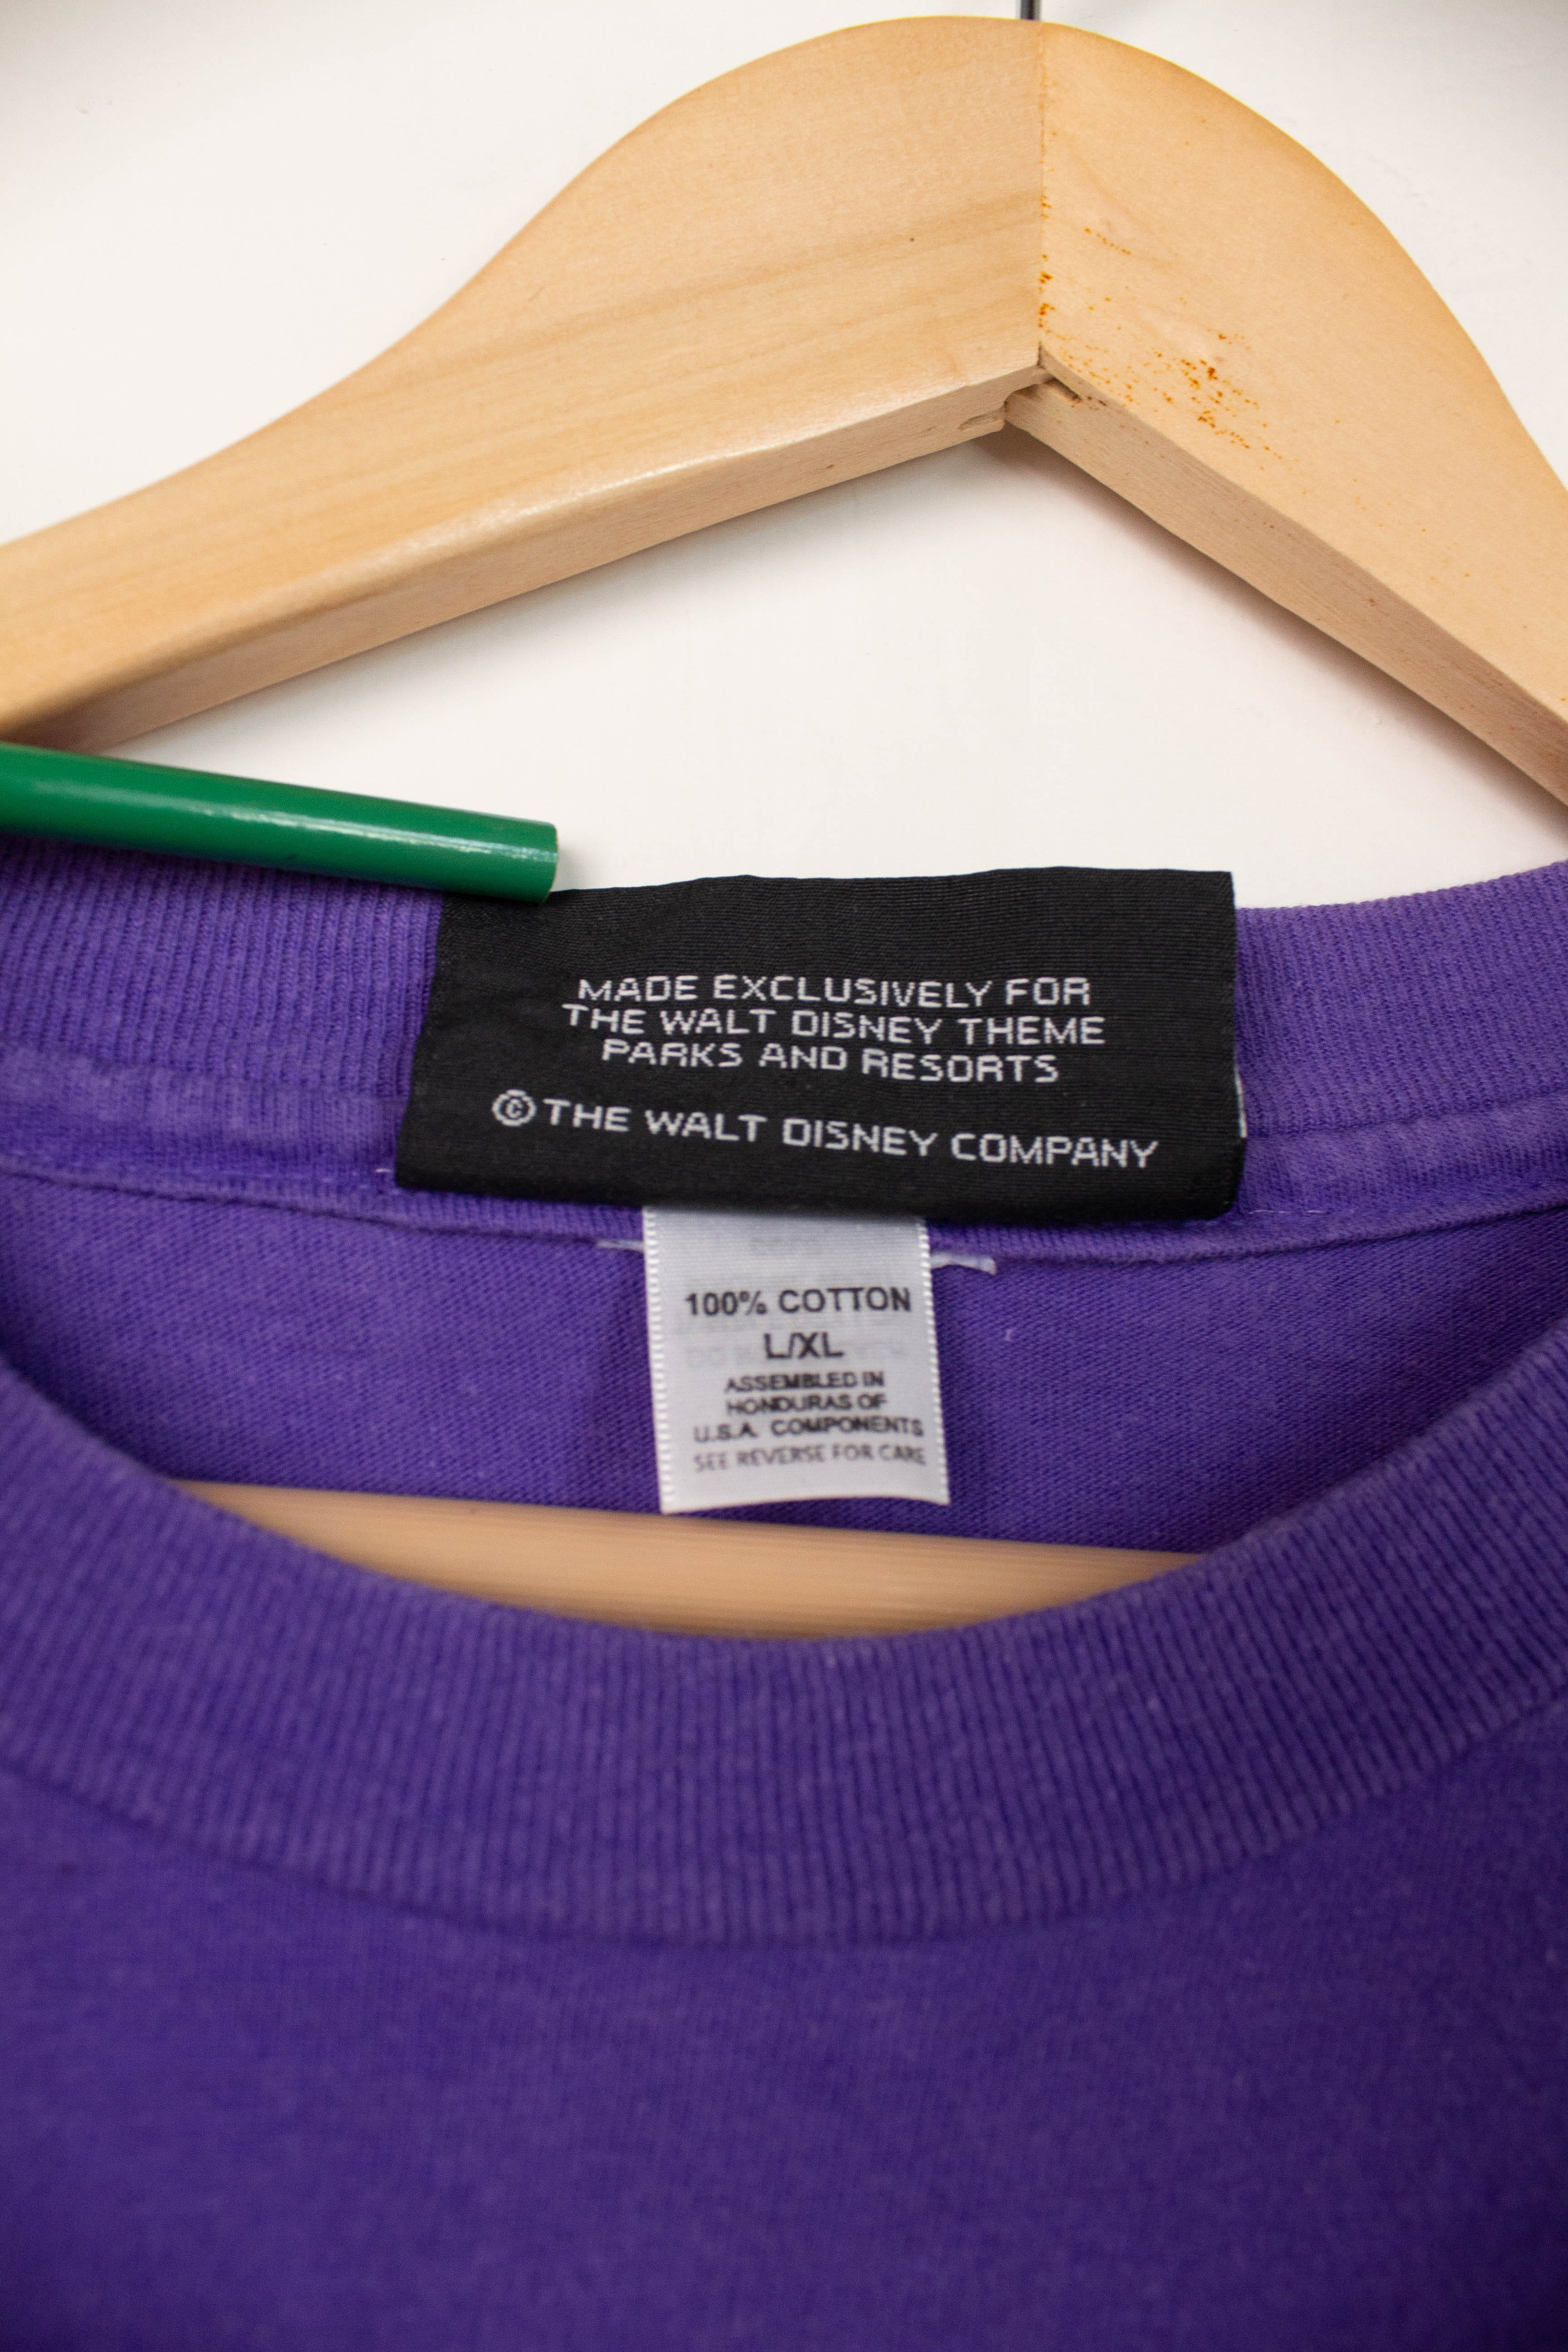 MADE EXCLUSIVELY FOR
THE WALT DISNEY THEME
PARKS AND RESORTS
© THE WALT DISNEY COMPANY
100% COTTON
L/XL
ASSEMBLED IN
HONDURAS OF
U.S.A. COMPONENTS
SEE REVERSE FOR CARE